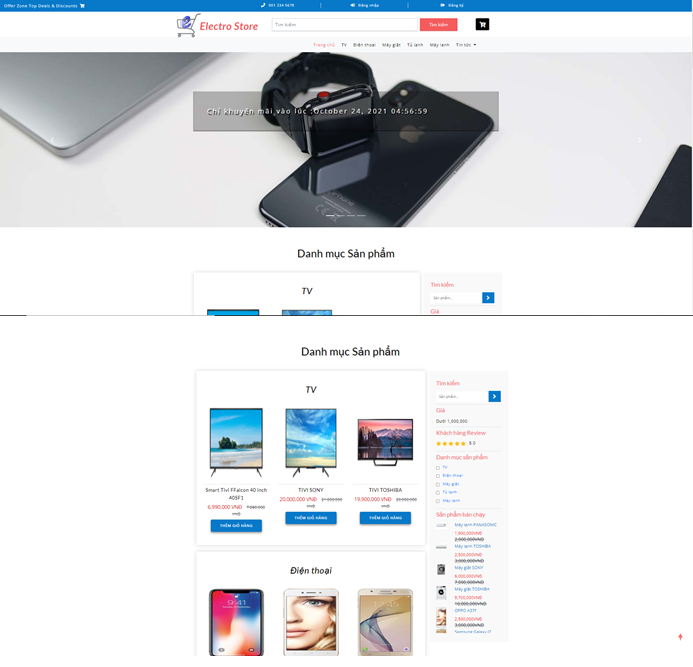 Offer Zone Top Deals & Discounts
001 234 5678
Đăng nhập
Đăng ký
Electro Store
Tìm kiếm
Tìm kiếm
Trang chủ TV Điện thoại Máy giặt Tủ lạnh Máy lạnh Tin tức
Chỉ khuyến mãi vào lúc :October 24, 2021 04:56:59
Danh mục Sản phẩm
TV
Tìm kiếm
Sản phẩm...
Giá
Danh mục Sản phẩm
TV
Smart Tivi FFalcon 40 inch
40SF1
6,990,000 VNĐ
VNĐ
THÊM GIỎ HÀNG
TIVI SONY
20,000,000 VNĐ
VNĐ
THÊM GIỎ HÀNG
TIVI TOSHIBA
19,900,000 VNĐ
VNĐ
THÊM GIỎ HÀNG
Điện thoại
Tìm kiếm
Sản phẩm...
Giá
Dưới 1,000,000
Khách hàng Review
5.0
Danh mục sản phẩm
TV
Điện thoại
Máy giặt
Tủ lạnh
Máy lạnh
Sản phẩm bán chạy
Máy lạnh PANASONIC
1,900,000VNĐ
2,000,000VNĐ
Máy lạnh TOSHIBA
2,500,000VNĐ
3,000,000VNĐ
Máy giặt SONY
6,000,000VNĐ
7,000,000VNĐ
Máy giặt TOSHIBA
9,700,000VNĐ
10,000,000VNĐ
OPPO A37f
2,500,000VNĐ
3,000,000VNĐ
Samsung Galaxy J7